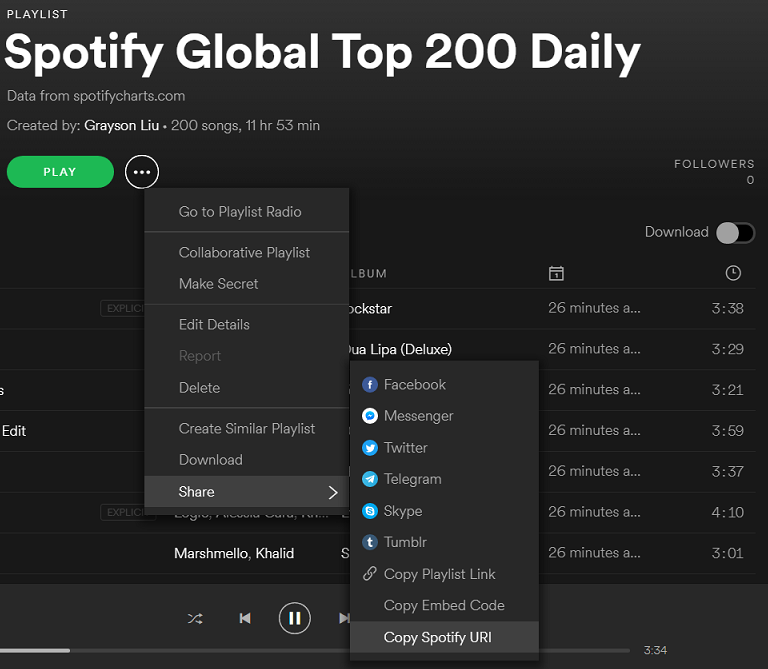 PLAYLIST
Spotify Global Top 200 Daily
Data from spotifycharts.com
Created by: Grayson Liu • 200 songs, 11 hr 53 min
PLAY
FOLLOWERS
0
Download
Go to Playlist Radio
Collaborative Playlist
Make Secret
Edit Details
Report
Delete
Create Similar Playlist
Download
Share
LBUM
EXPLIC
ockstar 26 minutes a... 3:38
Dua Lipa (Deluxe) 26 minutes a... 3:29
s 26 minutes a... 3:21
Edit 26 minutes a... 3:59
26 minutes a... 3:37
EXPLIC Logic, Alessia Cara, Kh... 26 minutes a... 4:10
Marshmello, Khalid S 26 minutes a... 3:01
Facebook
Messenger
Twitter
Telegram
Skype
Tumblr
Copy Playlist Link
Copy Embed Code
Copy Spotify URI
3:34